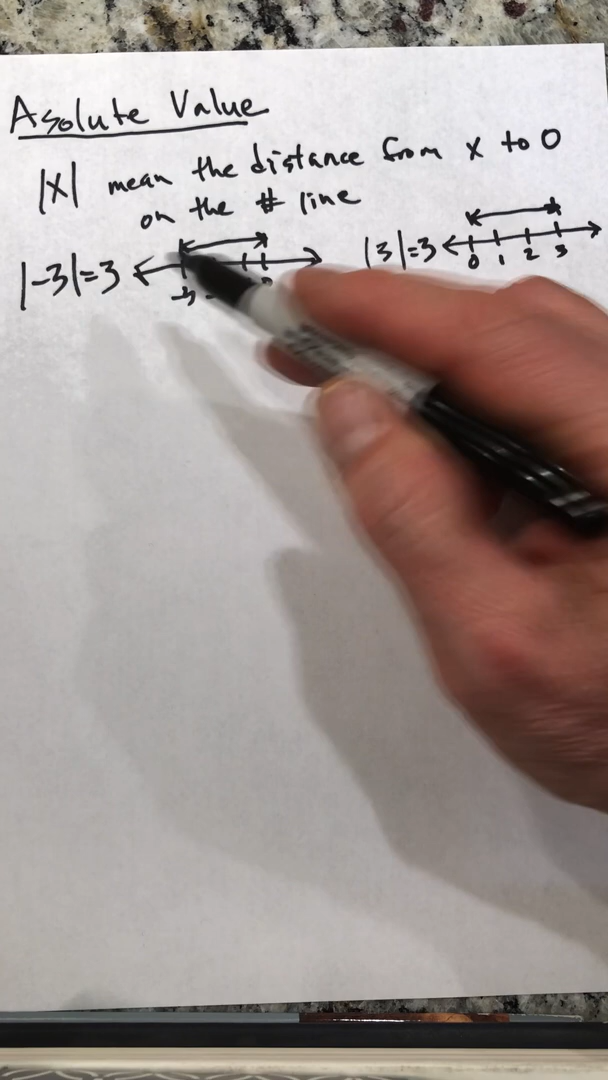 Asolute Value
|x| mean the distance from x to 0
on the # line
|-3|=3
-3
|3|=3
0 1 2 3